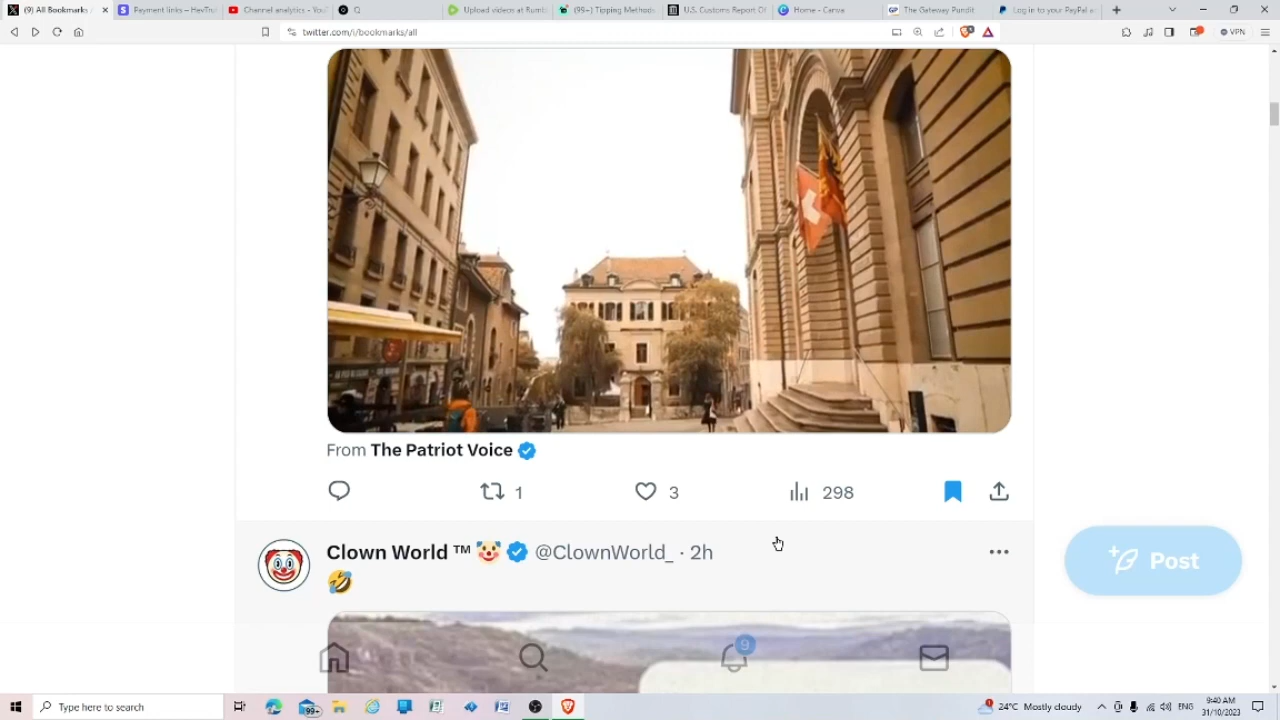 (9) All Bookmarks
Payment links – HeyTru
Channel analytics - You
Upload videos at Rumb
(99+) Tipping Method
U.S. Customs Report O
Home - Canva
The Gateway Pundit
Log in to your PayPal a
twitter.com/i/bookmarks/all
VPN
From The Patriot Voice
1
3
298
Clown World ™ 🤡 @ClownWorld_ · 2h
🤣
Post
9
Type here to search
99+
24°C Mostly cloudy
ENG
9:40 AM
31/10/2023